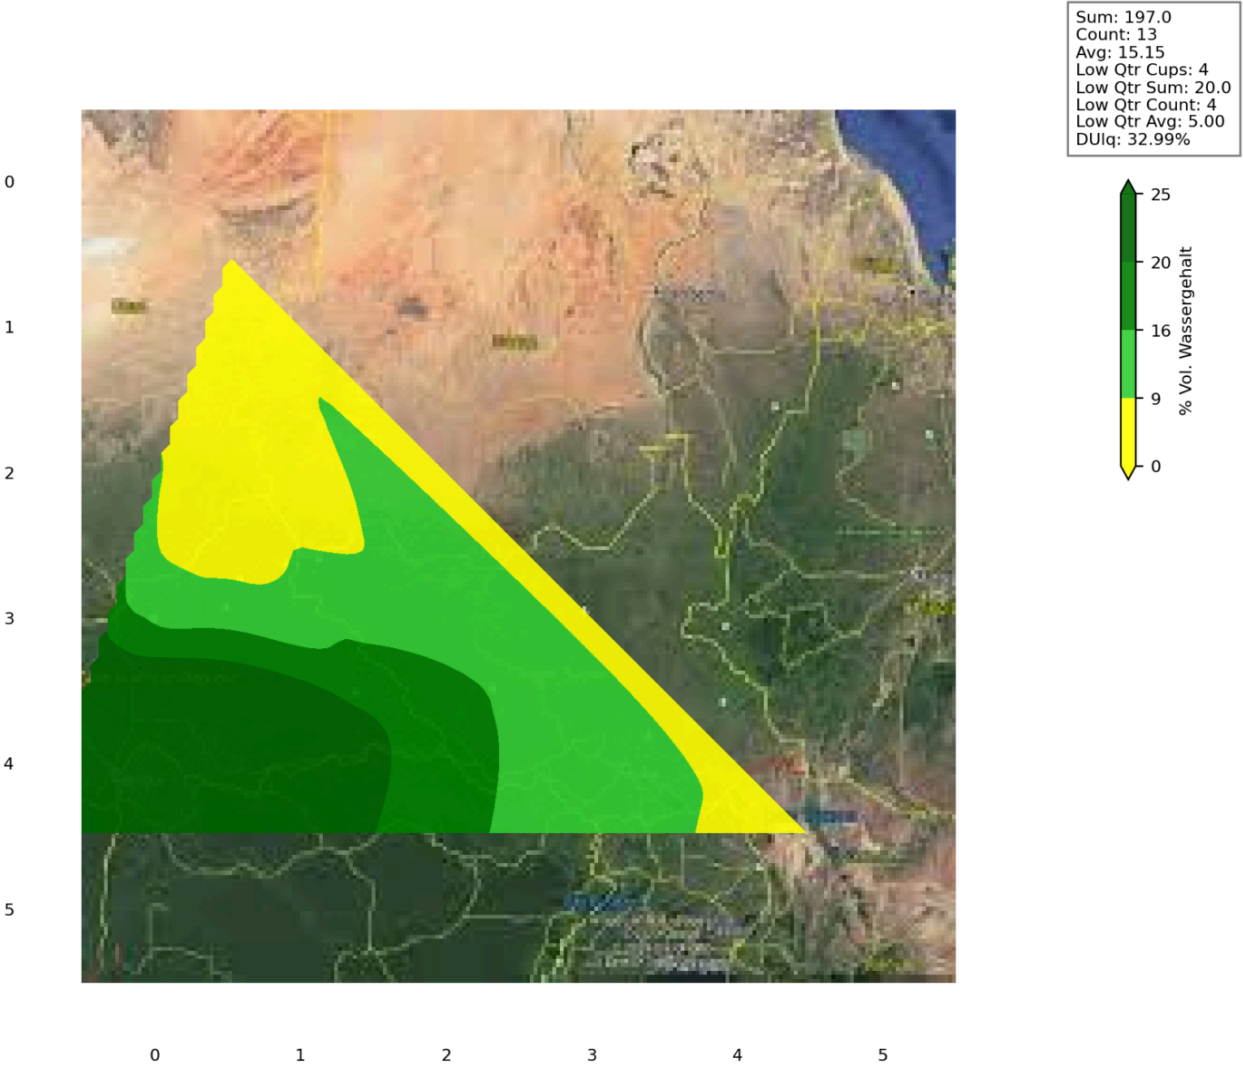 Sum: 197.0
Count: 13
Avg: 15.15
Low Qtr Cups: 4
Low Qtr Sum: 20.0
Low Qtr Count: 4
Low Qtr Avg: 5.00
DUlq: 32.99%
0
1
2
3
4
5
0
1
2
3
4
5
25
20
16
9
0
% Vol. Wassergehalt